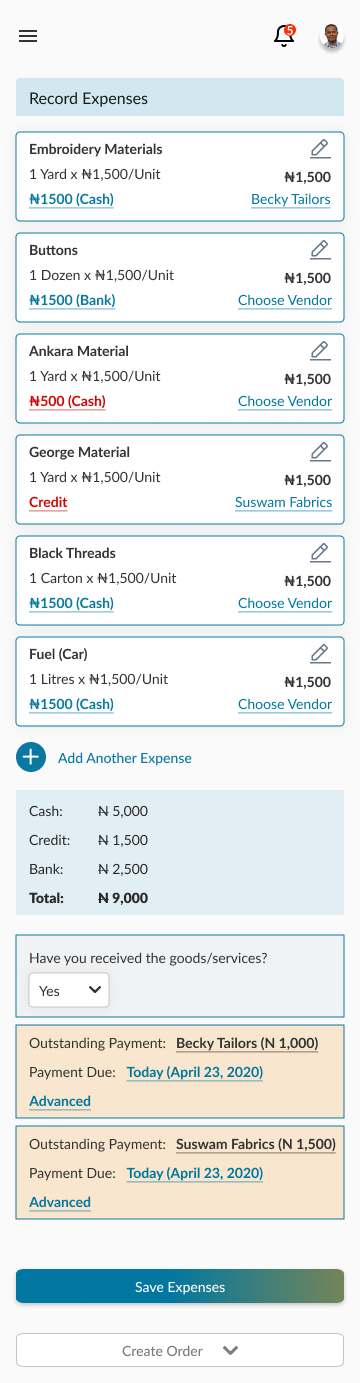 5
Record Expenses
Embroidery Materials
1 Yard x ₦1,500/Unit
₦1,500
₦1500 (Cash)
Becky Tailors
Buttons
1 Dozen x ₦1,500/Unit
₦1,500
₦1500 (Bank)
Choose Vendor
Ankara Material
1 Yard x ₦1,500/Unit
₦1,500
₦500 (Cash)
Choose Vendor
George Material
1 Yard x ₦1,500/Unit
₦1,500
Credit
Suswam Fabrics
Black Threads
1 Carton x ₦1,500/Unit
₦1,500
₦1500 (Cash)
Choose Vendor
Fuel (Car)
1 Litres x ₦1,500/Unit
₦1,500
₦1500 (Cash)
Choose Vendor
Add Another Expense
Cash: ₦ 5,000
Credit: ₦ 1,500
Bank: ₦ 2,500
Total: ₦ 9,000
Have you received the goods/services?
Yes
Outstanding Payment: Becky Tailors (N 1,000)
Payment Due: Today (April 23, 2020)
Advanced
Outstanding Payment: Suswam Fabrics (N 1,500)
Payment Due: Today (April 23, 2020)
Advanced
Save Expenses
Create Order